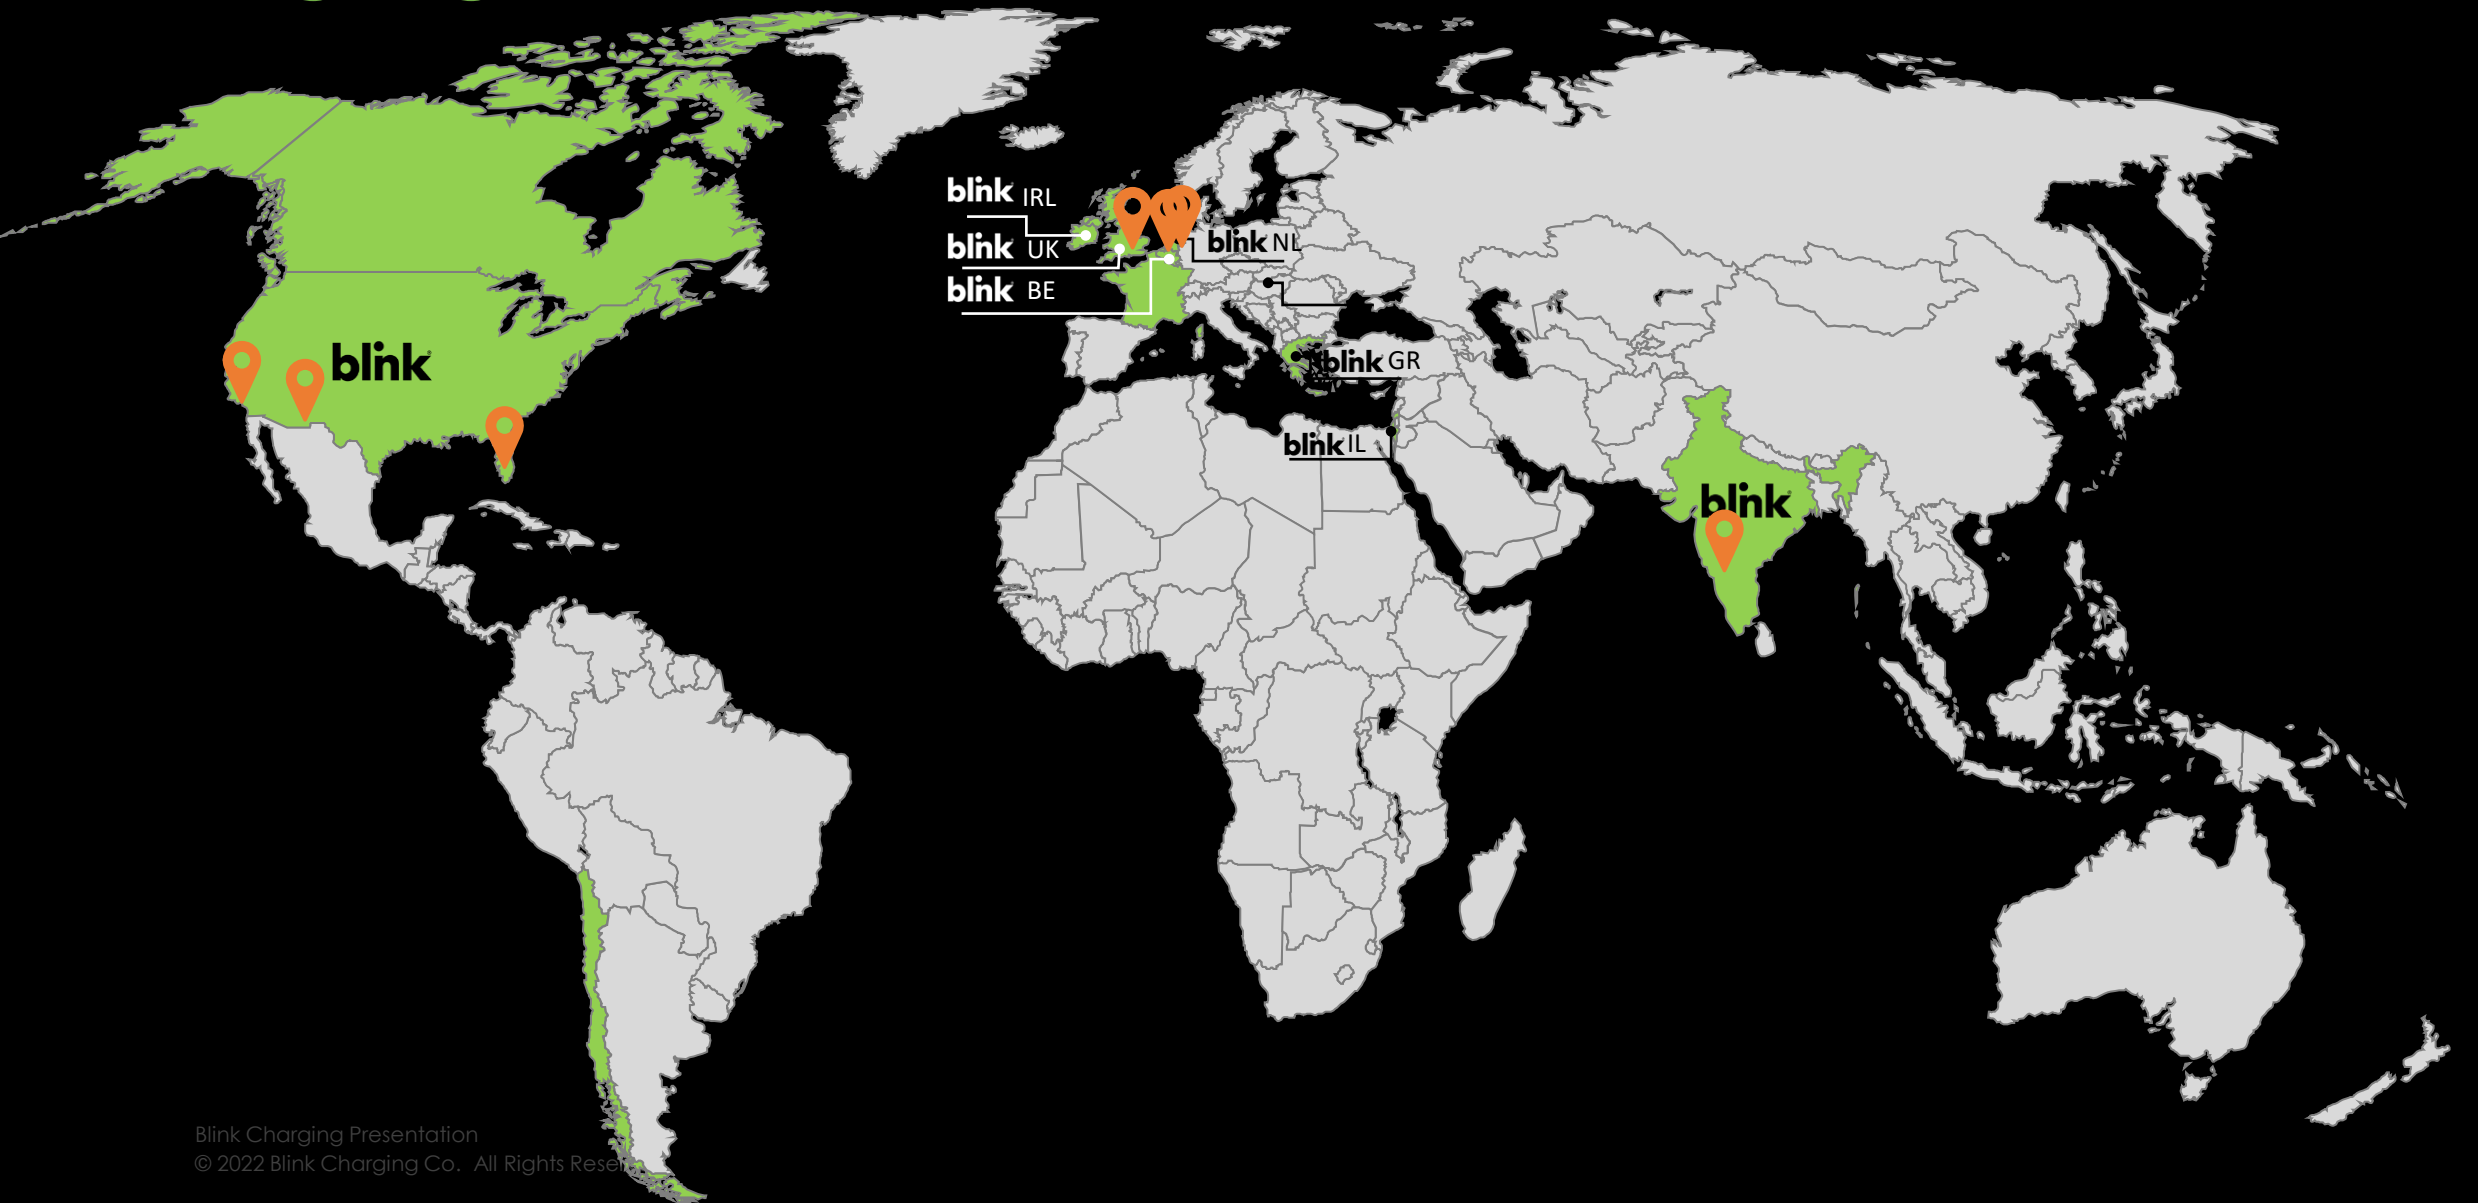 blink IRL
blink UK
blink NL
blink BE
blink
blink GR
blink IL
blink
Blink Charging Presentation
© 2022 Blink Charging Co. All Rights Rese